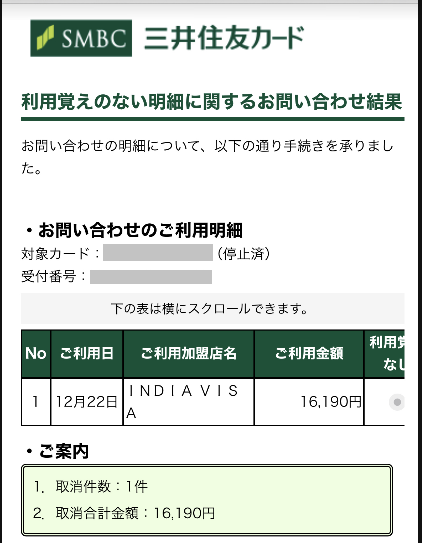 SMBC 三井住友カード
利用覚えのない明細に関するお問い合わせ結果
お問い合わせの明細について、以下の通り手続きを承りまし
た。
・お問い合わせのご利用明細
対象カード： （停止済）
受付番号：
下の表は横にスクロールできます。
No ご利用日 ご利用加盟店名 ご利用金額 利用覚
なし
1 12月22日 ＩＮＤＩＡ ＶＩＳ 16,190円
Ａ
・ご案内
1．取消件数：1件
2．取消合計金額：16,190円